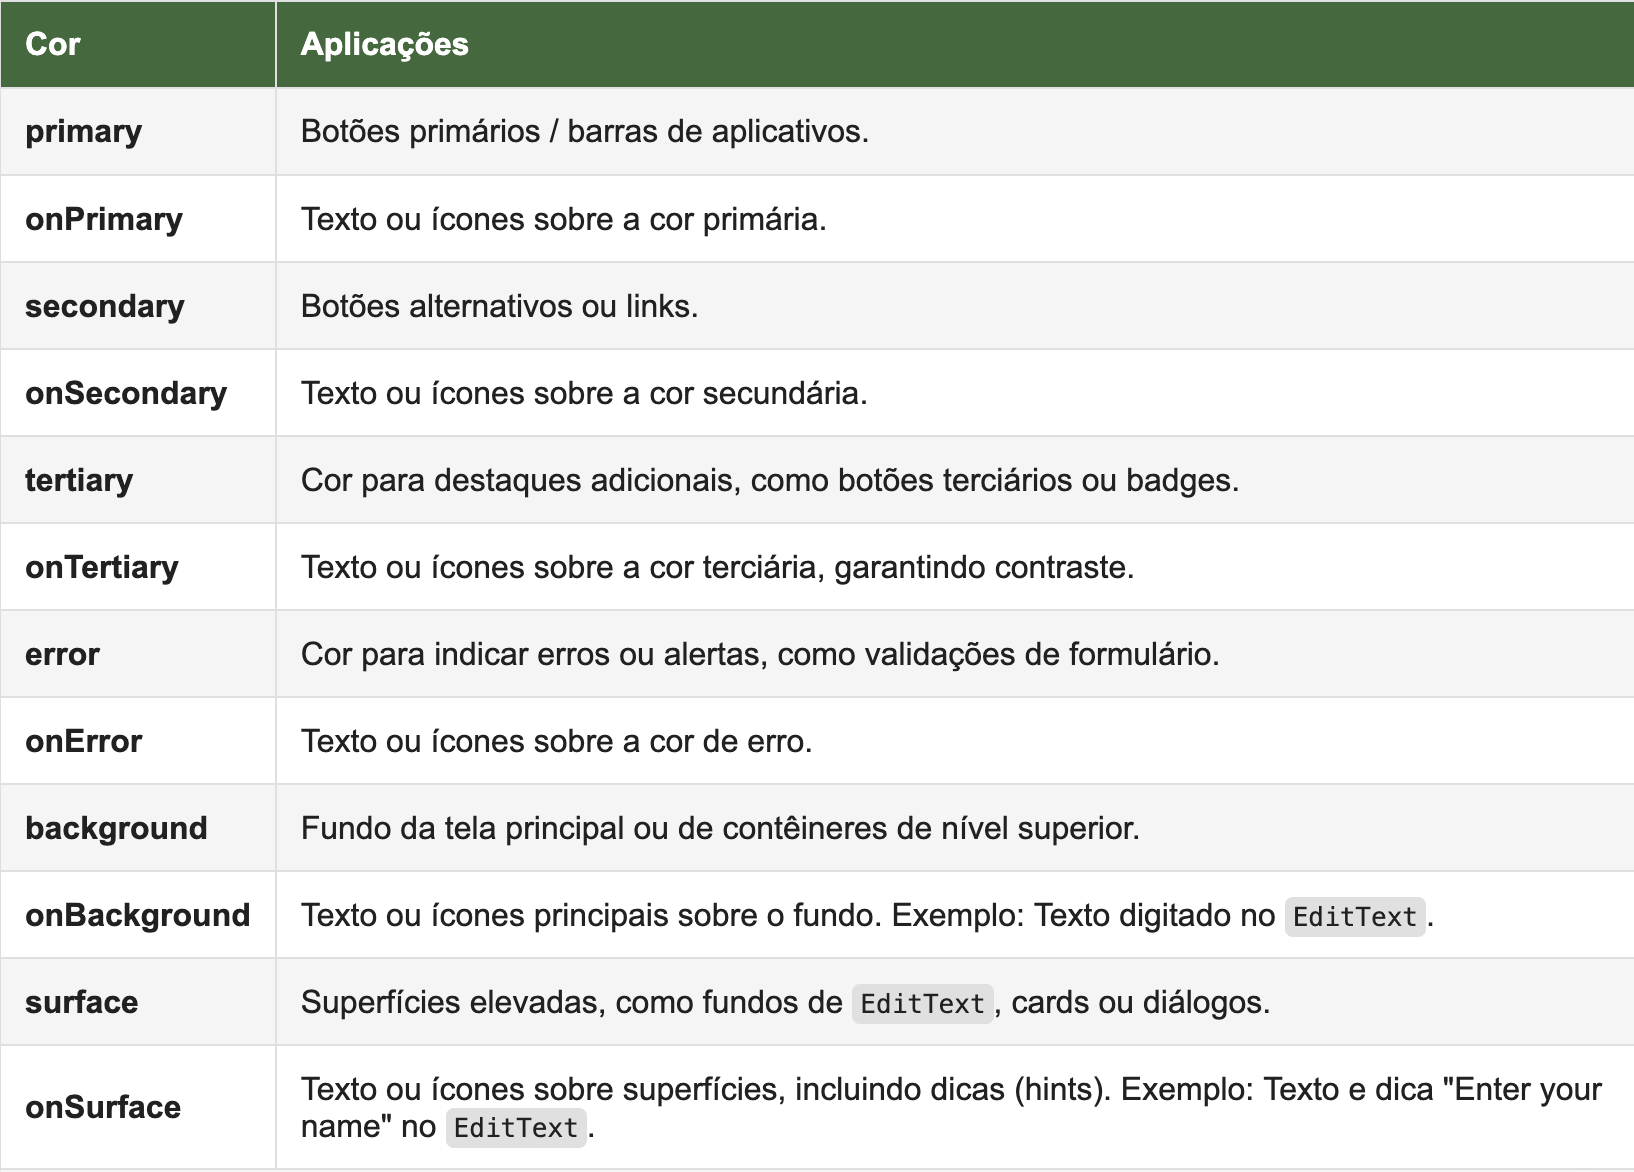 Cor Aplicações
primary Botões primários / barras de aplicativos.
onPrimary Texto ou ícones sobre a cor primária.
secondary Botões alternativos ou links.
onSecondary Texto ou ícones sobre a cor secundária.
tertiary Cor para destaques adicionais, como botões terciários ou badges.
onTertiary Texto ou ícones sobre a cor terciária, garantindo contraste.
error Cor para indicar erros ou alertas, como validações de formulário.
onError Texto ou ícones sobre a cor de erro.
background Fundo da tela principal ou de contêineres de nível superior.
onBackground Texto ou ícones principais sobre o fundo. Exemplo: Texto digitado no EditText.
surface Superfícies elevadas, como fundos de EditText, cards ou diálogos.
onSurface Texto ou ícones sobre superfícies, incluindo dicas (hints). Exemplo: Texto e dica "Enter your
name" no EditText.